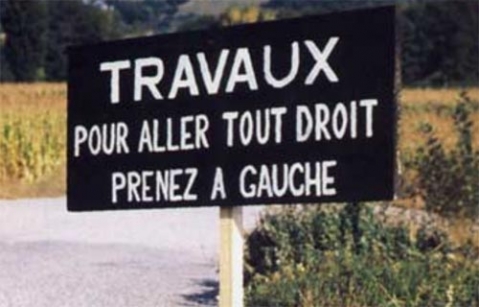 TRAVAUX
POUR ALLER TOUT DROIT
PRENEZ A GAUCHE